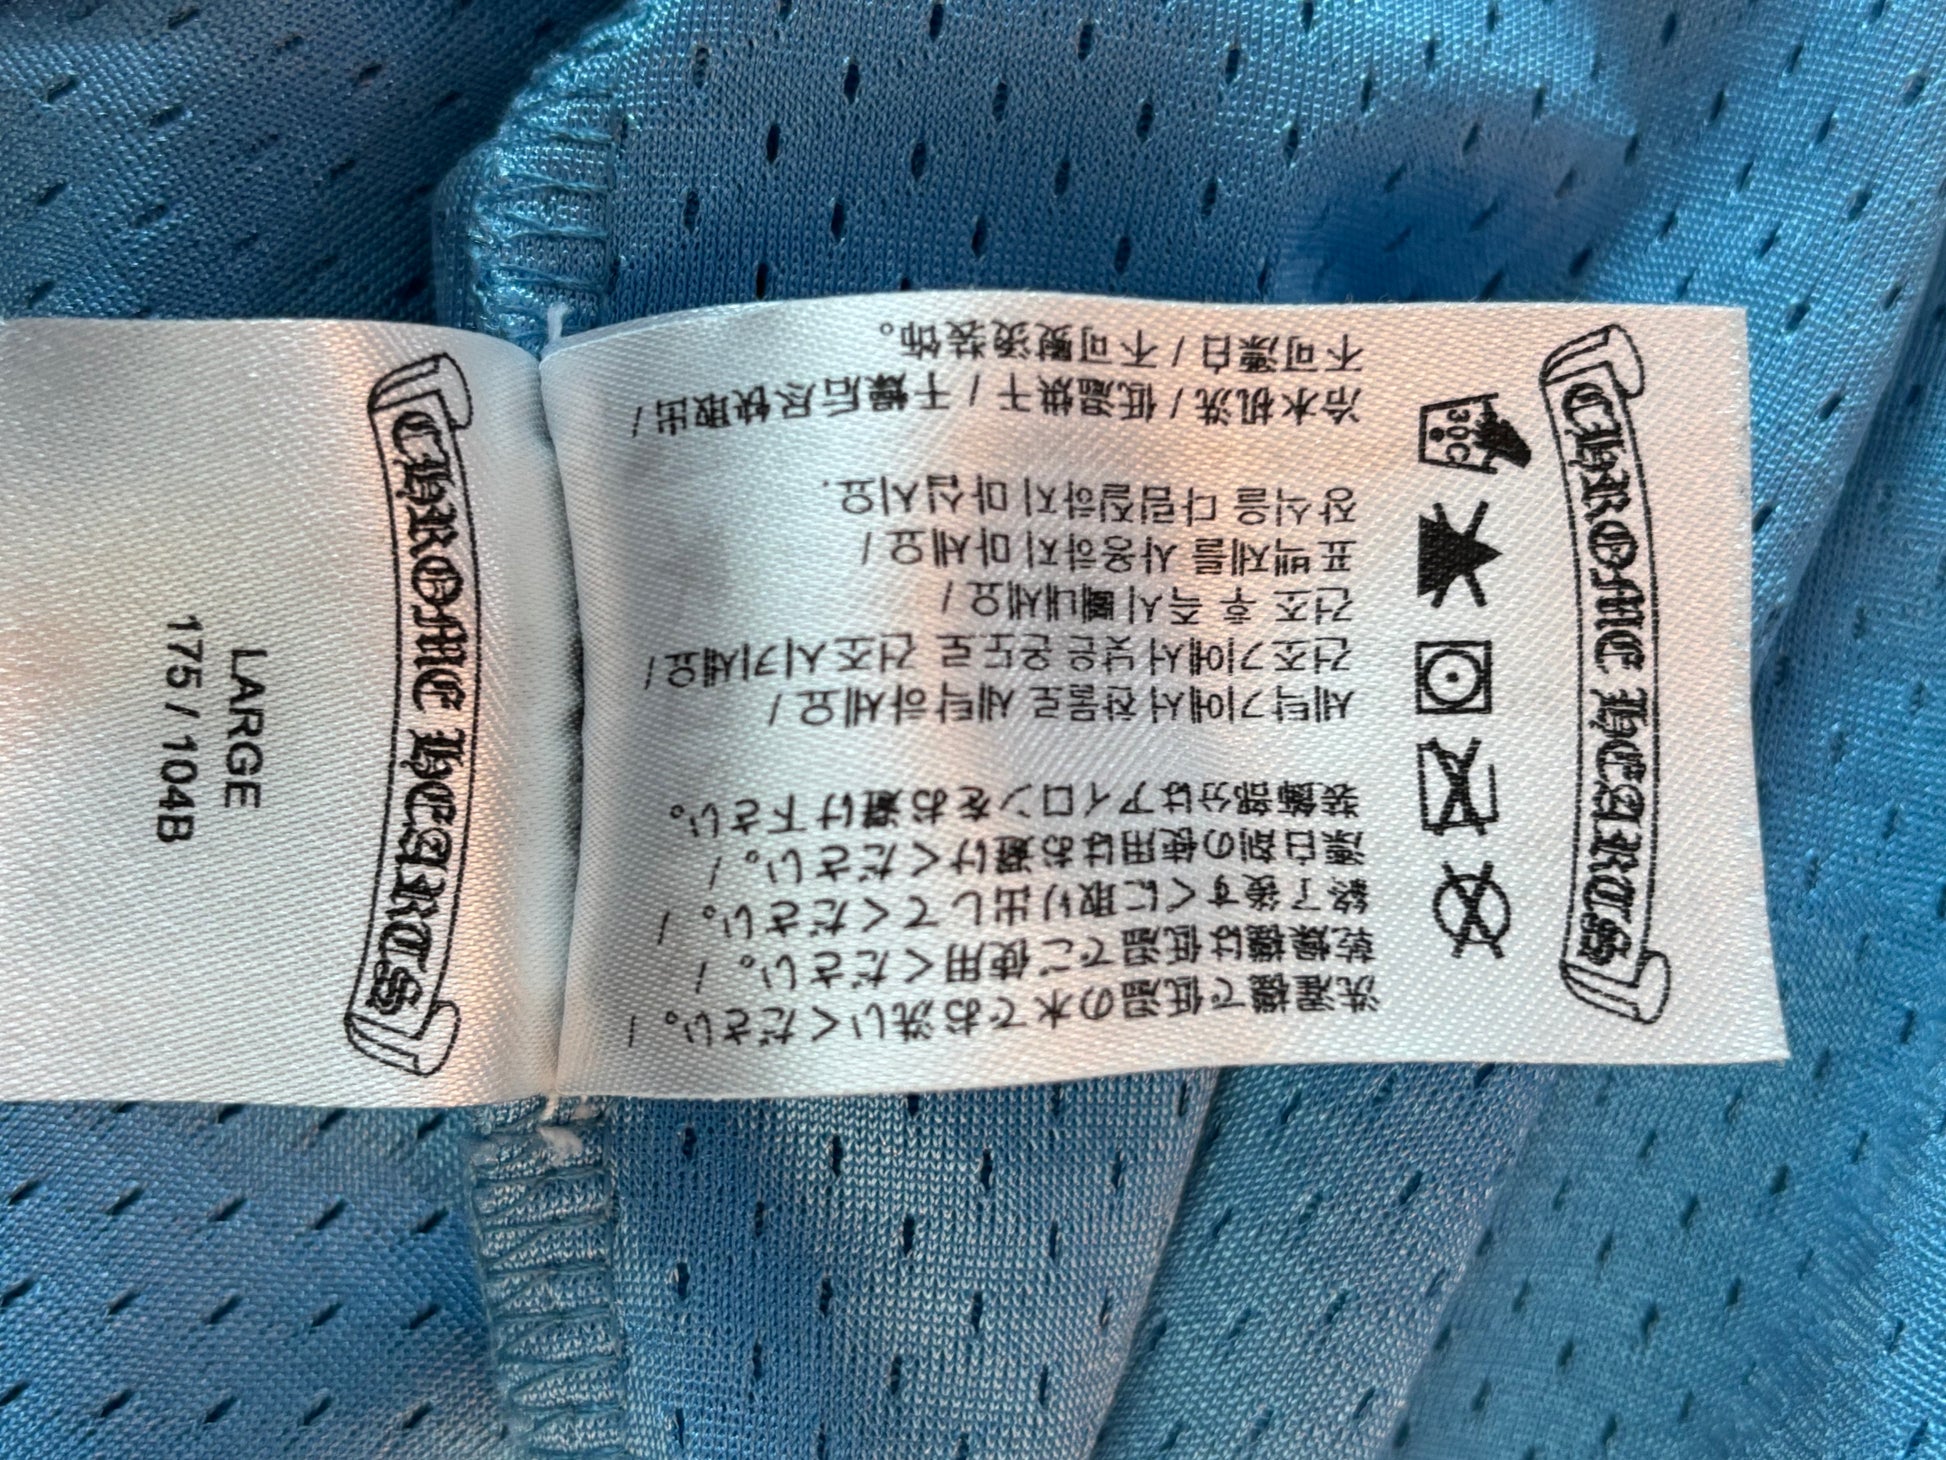 CHROME HEARTS
LARGE
175 / 104B
CHROME HEARTS
30C
洗濯機で低温の水でお洗いください。 /
乾燥機は低温でご使用ください。 /
終了後すぐに取り出してください。 /
漂白剤の使用はお避けください。 /
装飾部分はアイロンをお避け下さい。
세탁기에서 찬물로 세탁하세요 /
건조기에서 낮은 온도로 건조시키세요 /
건조 후 즉시 빼내세요 /
표백제를 사용하지 마세요 /
장식을 다림질하지 마십시오.
冷水机洗 / 低温烘干 / 干燥后尽快取出 /
不可漂白 / 不可熨烫装饰。